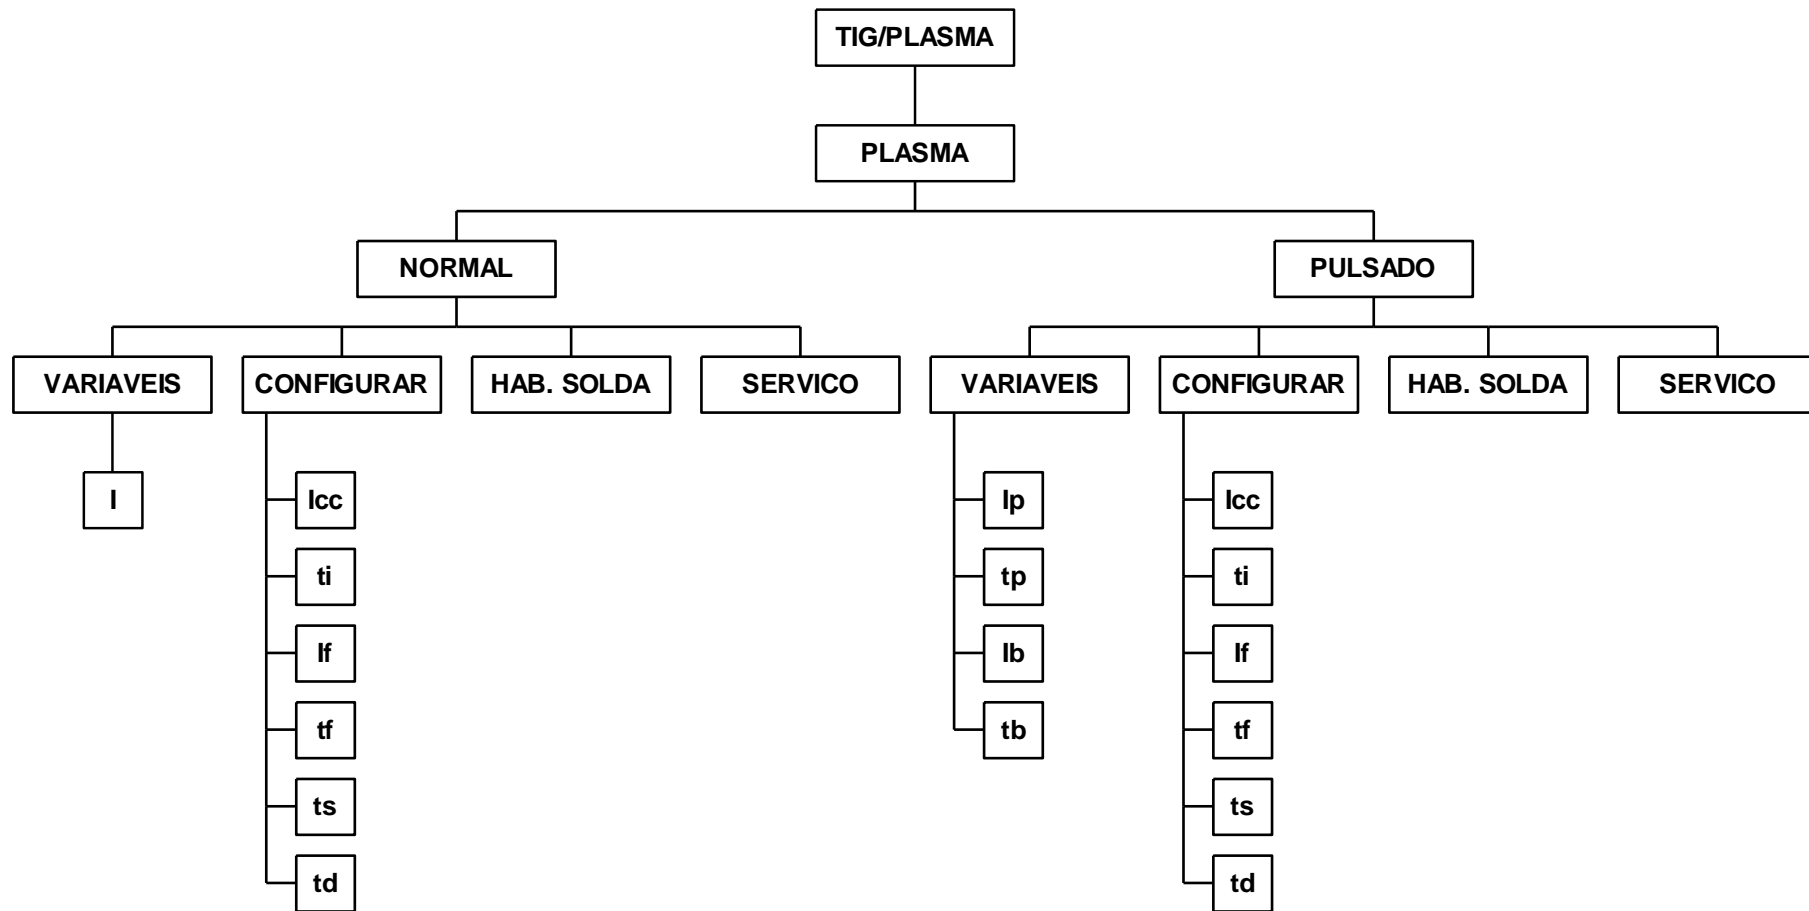 TIG/PLASMA
PLASMA
NORMAL
PULSADO
VARIAVEIS
CONFIGURAR
HAB. SOLDA
SERVICO
VARIAVEIS
CONFIGURAR
HAB. SOLDA
SERVICO
I
Icc
ti
If
tf
ts
td
Ip
tp
Ib
tb
Icc
ti
If
tf
ts
td